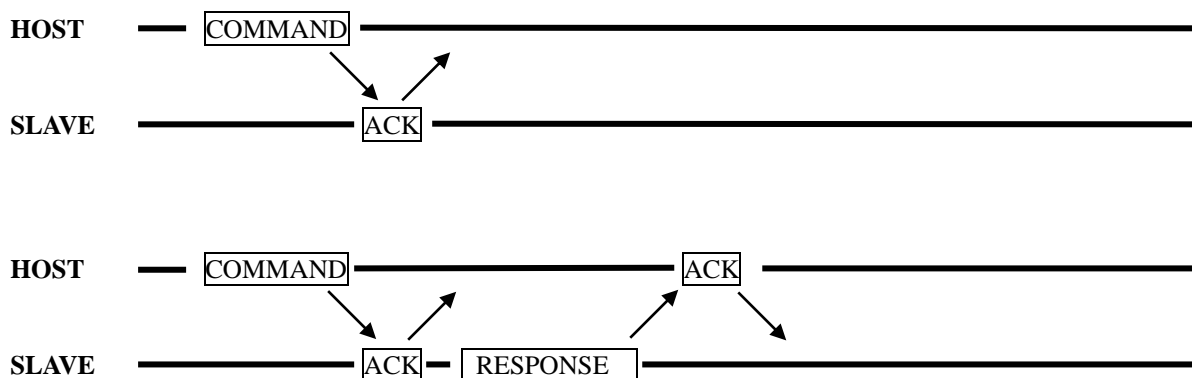 HOST COMMAND
SLAVE ACK
HOST COMMAND ACK
SLAVE ACK RESPONSE